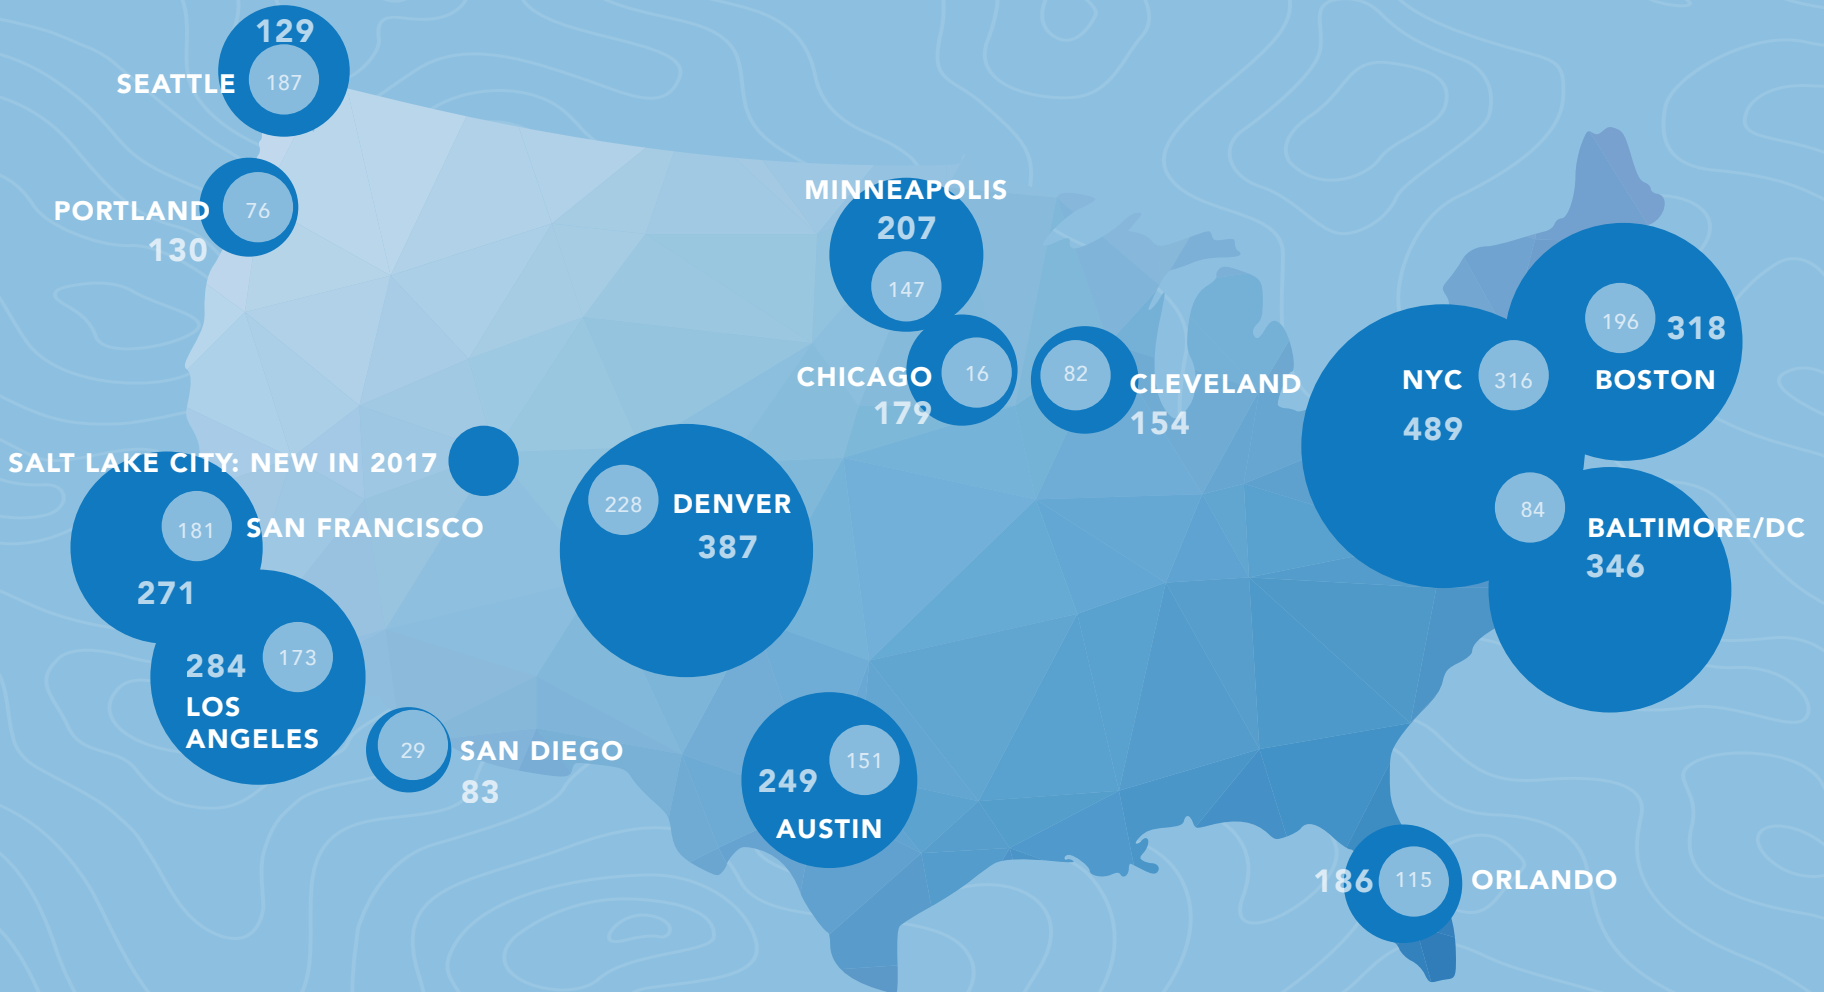 129
187
SEATTLE
76
PORTLAND
130
MINNEAPOLIS
207
147
CHICAGO
16
179
82
CLEVELAND
154
196
318
BOSTON
NYC
316
489
SALT LAKE CITY: NEW IN 2017
181
SAN FRANCISCO
271
228
DENVER
387
84
BALTIMORE/DC
346
284
173
LOS
ANGELES
29
SAN DIEGO
83
151
249
AUSTIN
186
115
ORLANDO